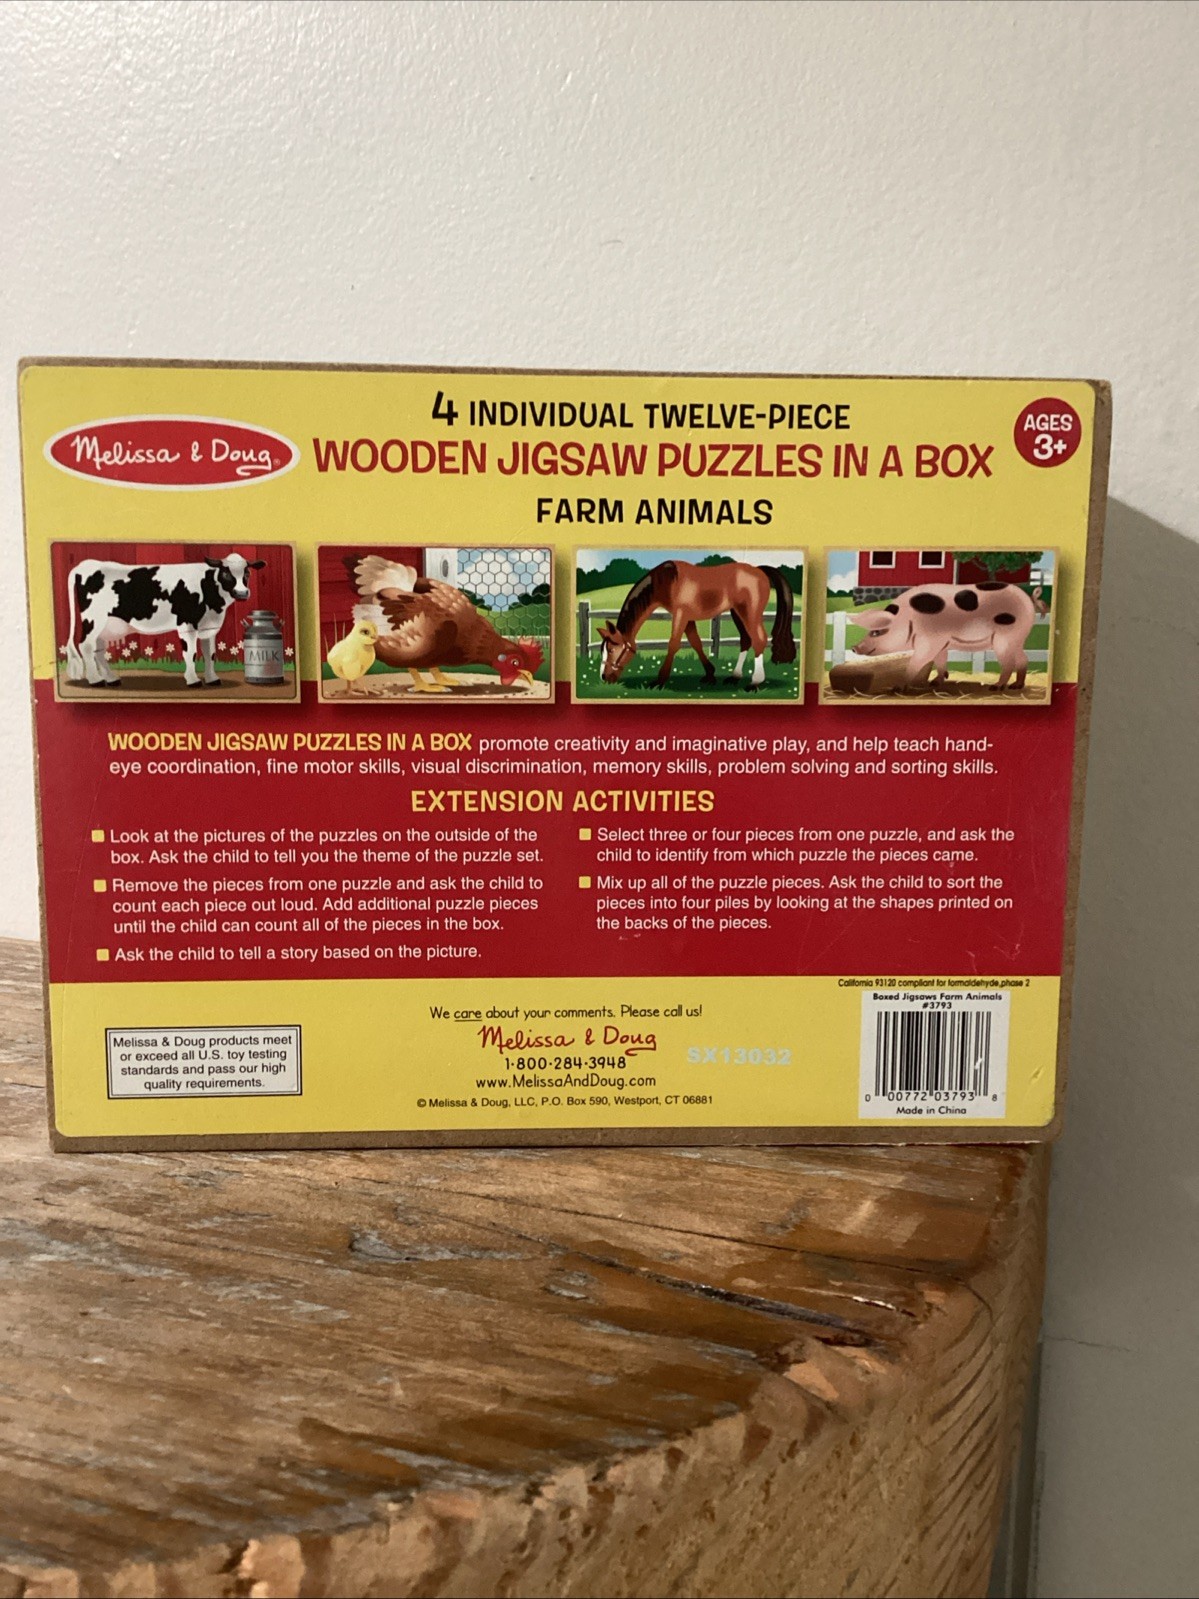 4 INDIVIDUAL TWELVE-PIECE
Melissa & Doug®
WOODEN JIGSAW PUZZLES IN A BOX
AGES
3+
FARM ANIMALS
MILK
WOODEN JIGSAW PUZZLES IN A BOX promote creativity and imaginative play, and help teach hand-
eye coordination, fine motor skills, visual discrimination, memory skills, problem solving and sorting skills.
EXTENSION ACTIVITIES
Look at the pictures of the puzzles on the outside of the
box. Ask the child to tell you the theme of the puzzle set.
Remove the pieces from one puzzle and ask the child to
count each piece out loud. Add additional puzzle pieces
until the child can count all of the pieces in the box.
Ask the child to tell a story based on the picture.
Select three or four pieces from one puzzle, and ask the
child to identify from which puzzle the pieces came.
Mix up all of the puzzle pieces. Ask the child to sort the
pieces into four piles by looking at the shapes printed on
the backs of the pieces.
Melissa & Doug products meet
or exceed all U.S. toy testing
standards and pass our high
quality requirements.
We care about your comments. Please call us!
Melissa & Doug
1-800-284-3948
www.MelissaAndDoug.com
© Melissa & Doug, LLC, P.O. Box 590, Westport, CT 06881
SX13032
California 93120 compliant for formaldehyde,phase 2
Boxed Jigsaws Farm Animals
#3793
0 00772 03793 8
Made in China